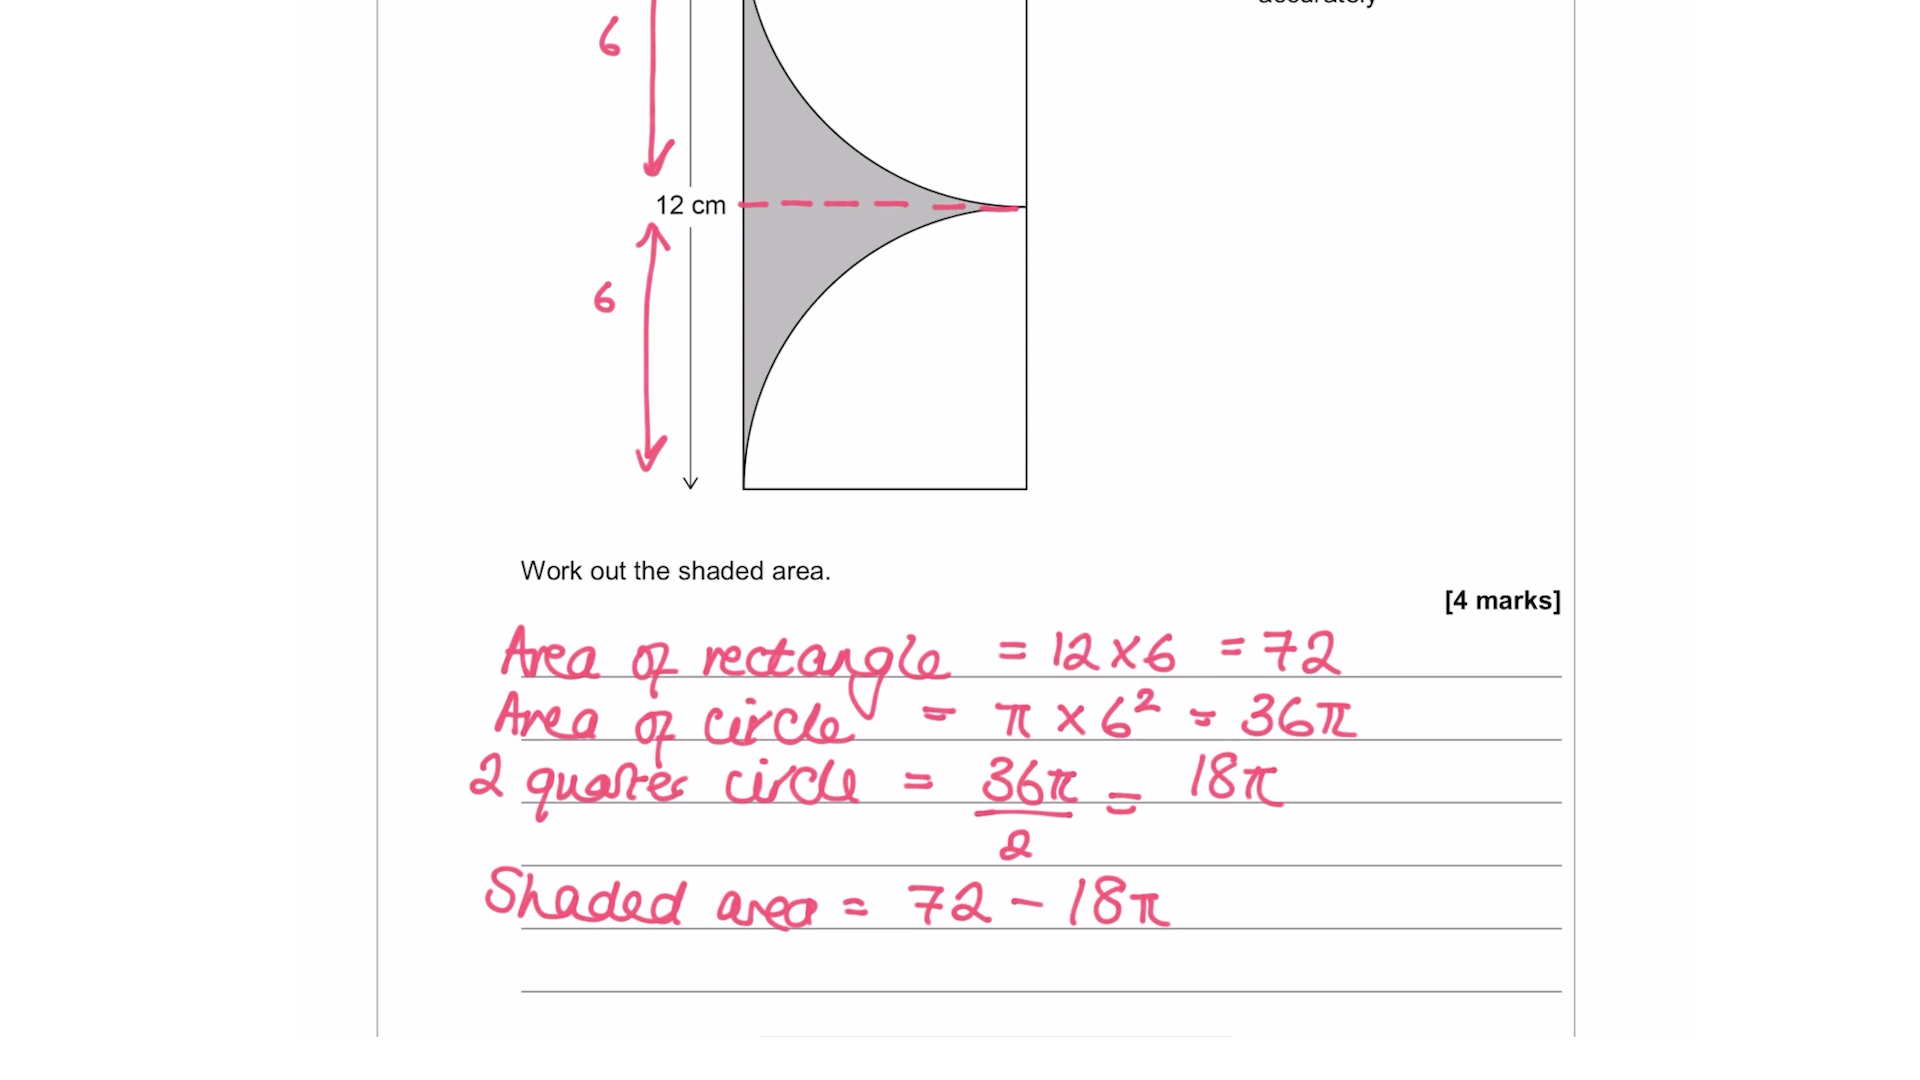 accurately
6
12 cm
6
Work out the shaded area.
[4 marks]
Area of rectangle = 12 × 6 = 72
Area of circle = π × 6² = 36π
2 quarter circle = 36π/2 = 18π
Shaded area = 72 − 18π